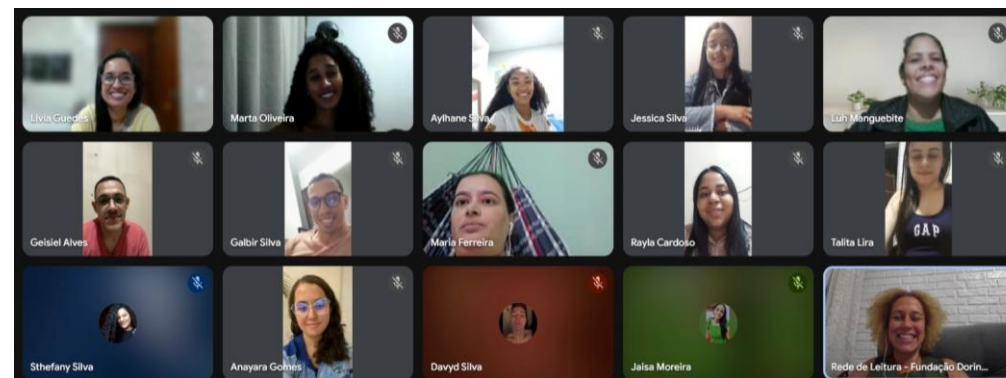 Livia Guedes
Marta Oliveira
Aylhane Silva
Jessica Silva
Luh Manguebite
Geisiel Alves
Galbir Silva
Maria Ferreira
Rayla Cardoso
Talita Lira
GAP
Sthefany Silva
Anayara Gomes
Davyd Silva
Jaisa Moreira
Rede de Leitura - Fundação Dorin...